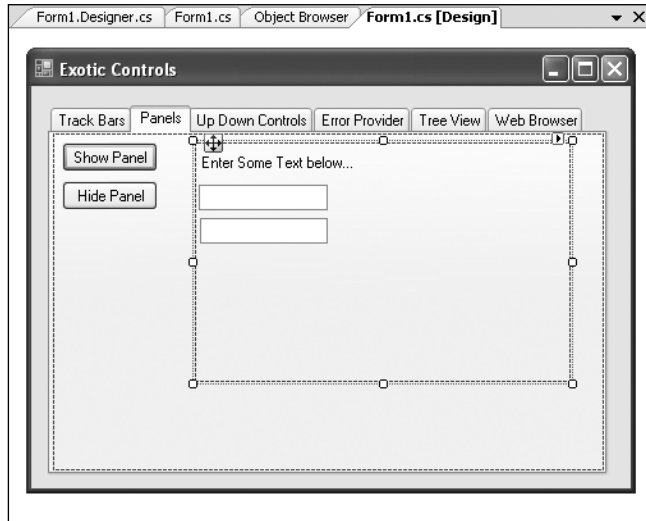 Form1.Designer.cs Form1.cs Object Browser Form1.cs [Design]
Exotic Controls
Track Bars Panels Up Down Controls Error Provider Tree View Web Browser
Show Panel
Enter Some Text below...
Hide Panel